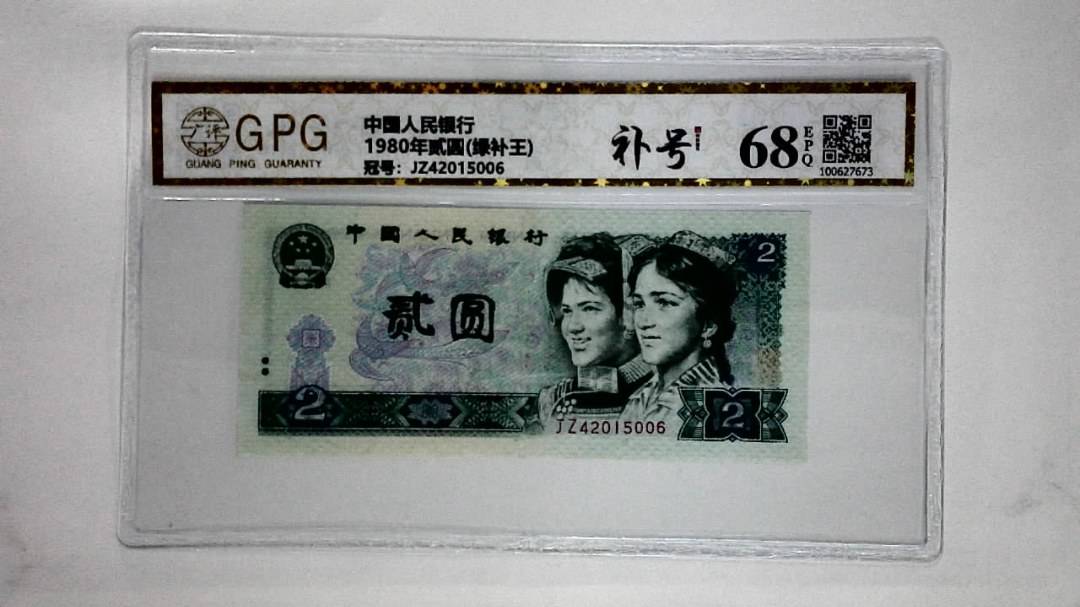 广评
GPG
GUANG PING GUARANTY
中国人民银行
1980年贰圆(绿补王)
冠号: JZ42015006
补号
68
EPQ
100627673
中国人民银行
贰圆
2
2
JZ42015006
2